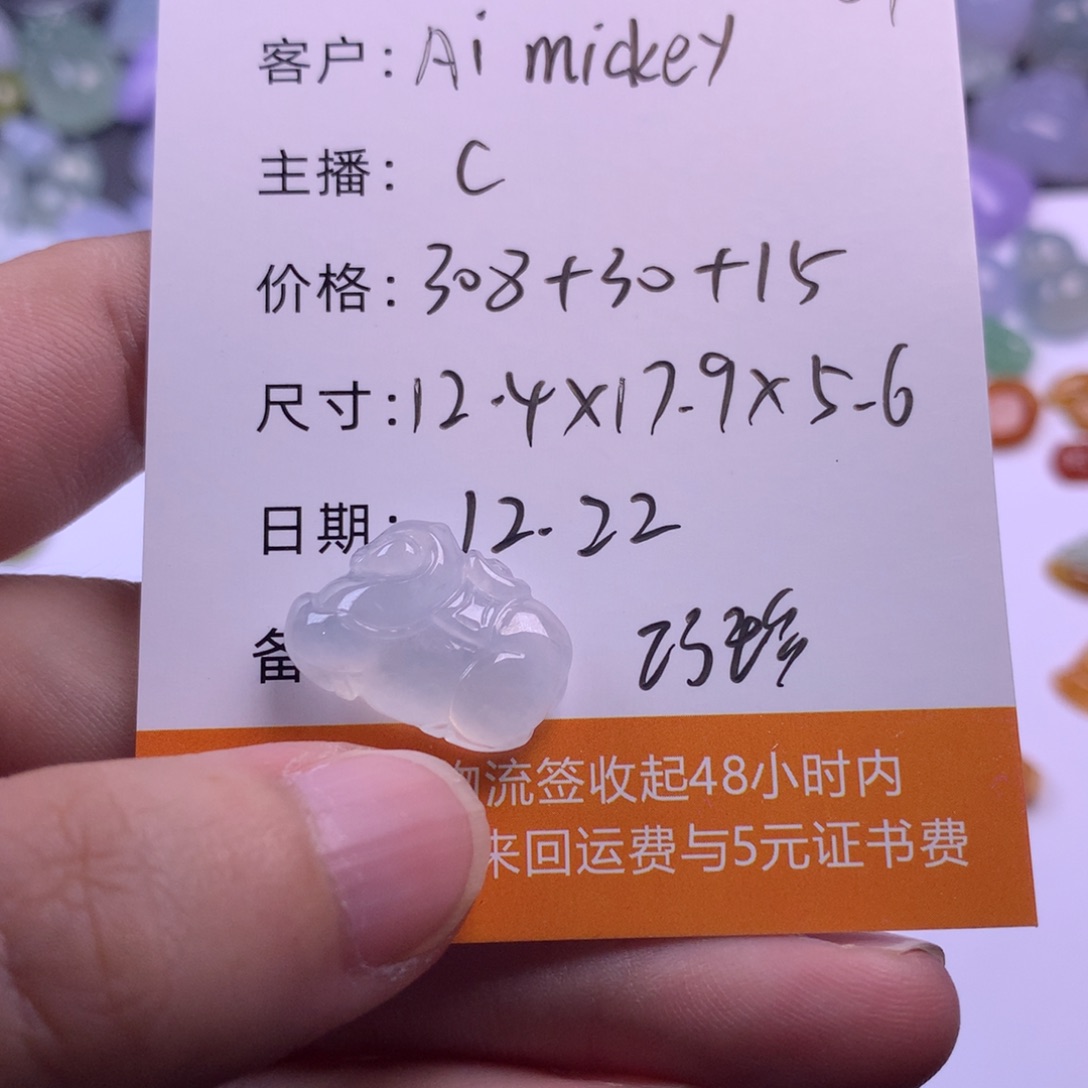 客户: Ai mickey
主播: C
价格: 308+30+15
尺寸: 12.4x17.9x5.6
日期: 12.22
备
流签收起48小时内
来回运费与5元证书费